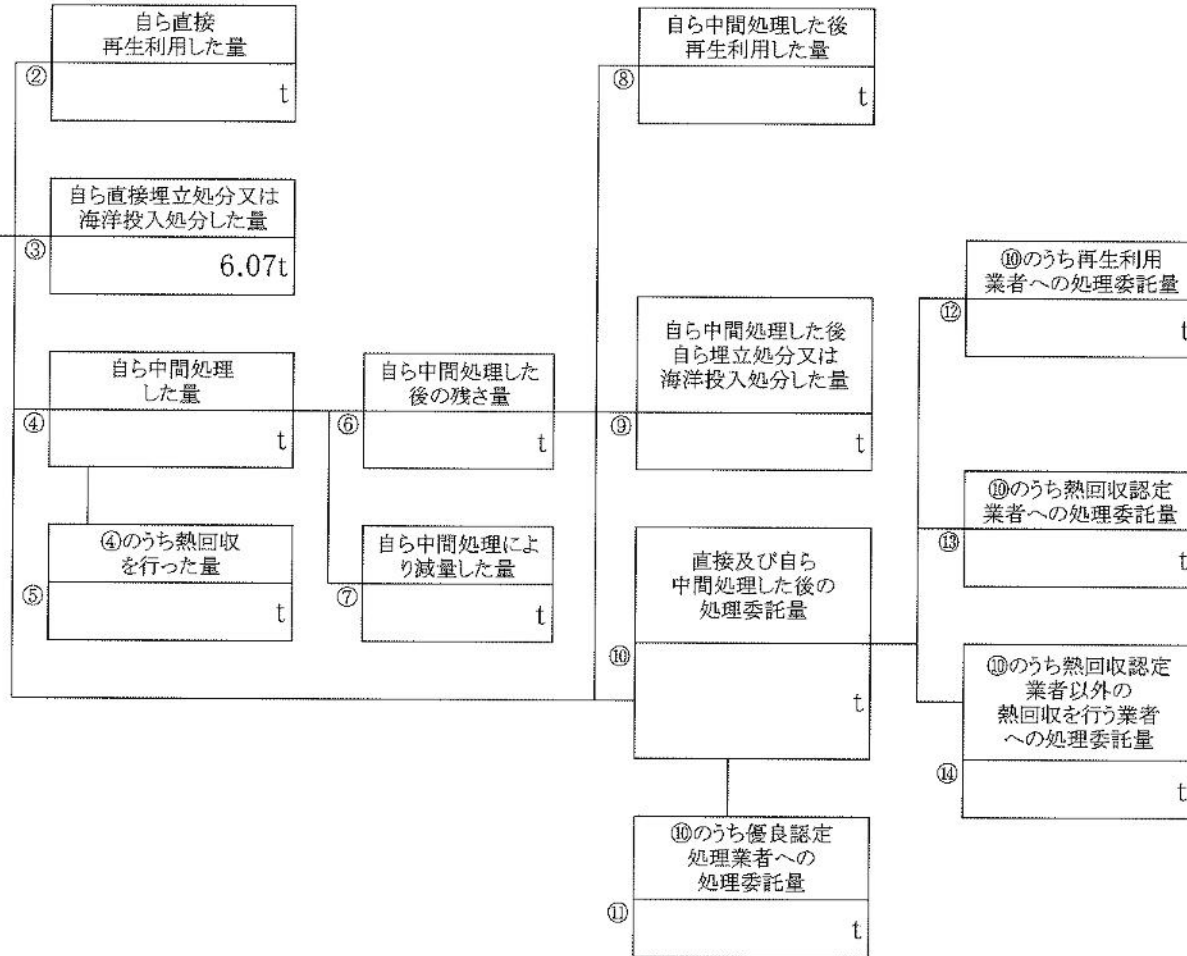 自ら直接
再生利用した量
②
t
自ら直接埋立処分又は
海洋投入処分した量
③
6.07t
自ら中間処理
した量
④
t
④のうち熱回収
を行った量
⑤
t
自ら中間処理した
後の残さ量
⑥
t
自ら中間処理によ
り減量した量
⑦
t
自ら中間処理した後
再生利用した量
⑧
t
自ら中間処理した後
自ら埋立処分又は
海洋投入処分した量
⑨
t
直接及び自ら
中間処理した後の
処理委託量
⑩
t
⑩のうち優良認定
処理業者への
処理委託量
⑪
t
⑩のうち再生利用
業者への処理委託量
⑫
t
⑩のうち熱回収認定
業者への処理委託量
⑬
t
⑩のうち熱回収認定
業者以外の
熱回収を行う業者
への処理委託量
⑭
t